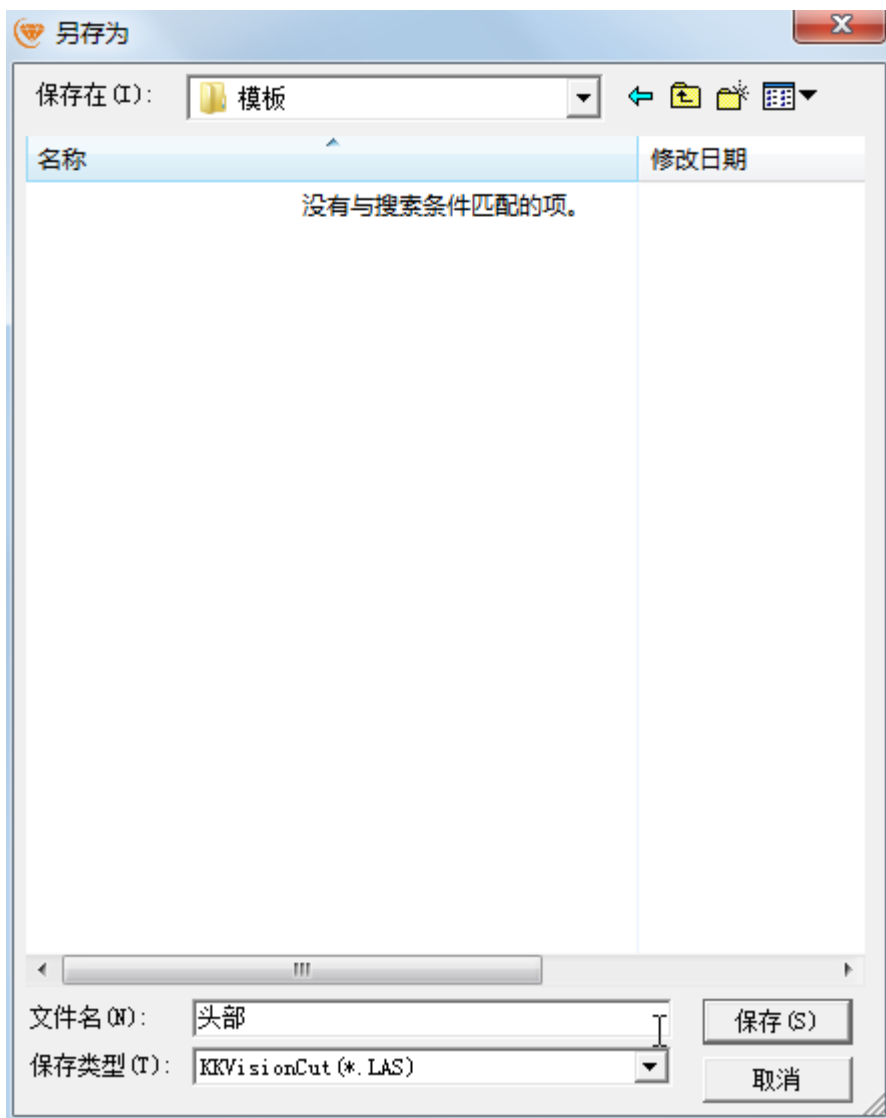 另存为
保存在(I):
模板
名称
修改日期
没有与搜索条件匹配的项。
文件名(N):
头部
保存(S)
保存类型(T):
KKVisionCut(*.LAS)
取消